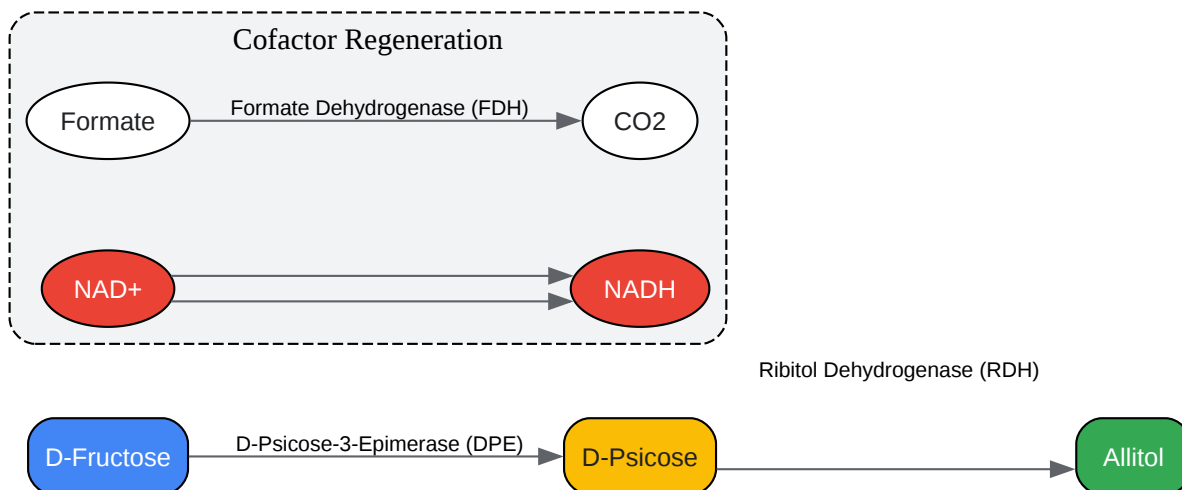 Cofactor Regeneration
Formate
Formate Dehydrogenase (FDH)
CO2
NAD+
NADH
Ribitol Dehydrogenase (RDH)
D-Fructose
D-Psicose-3-Epimerase (DPE)
D-Psicose
Allitol